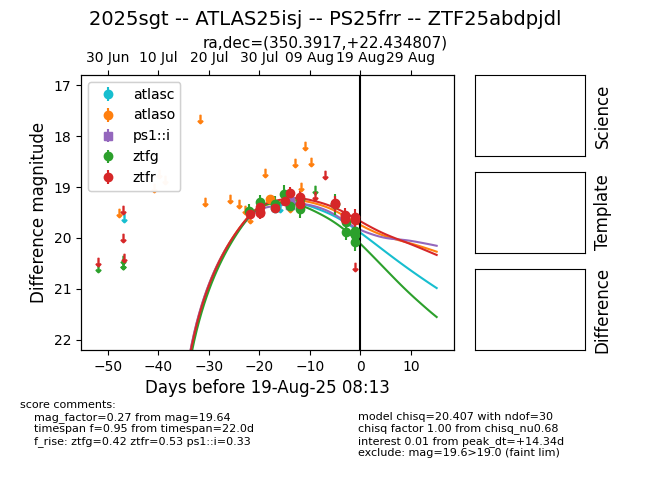 2025sgt -- ATLAS25isj -- PS25frr -- ZTF25abdpjdl
ra,dec=(350.3917,+22.434807)
30 Jun 10 Jul 20 Jul 30 Jul 09 Aug 19 Aug 29 Aug
17
18
19
20
21
22
Difference magnitude
atlasc
atlaso
ps1::i
ztfg
ztfr
−50 −40 −30 −20 −10 0 10
Days before 19-Aug-25 08:13
Science
Template
Difference
score comments:
mag_factor=0.27 from mag=19.64
timespan f=0.95 from timespan=22.0d
f_rise: ztfg=0.42 ztfr=0.53 ps1::i=0.33
model chisq=20.407 with ndof=30
chisq factor 1.00 from chisq_nu0.68
interest 0.01 from peak_dt=+14.34d
exclude: mag=19.6>19.0 (faint lim)